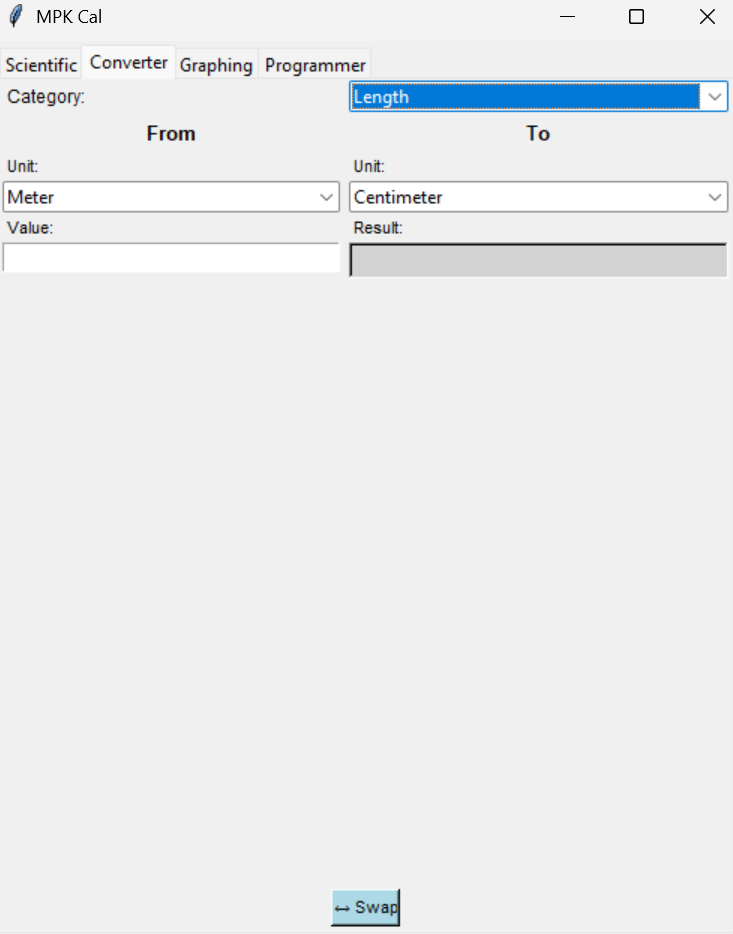 MPK Cal
Scientific Converter Graphing Programmer
Category: Length
From To
Unit: Unit:
Meter Centimeter
Value: Result:
↔ Swap